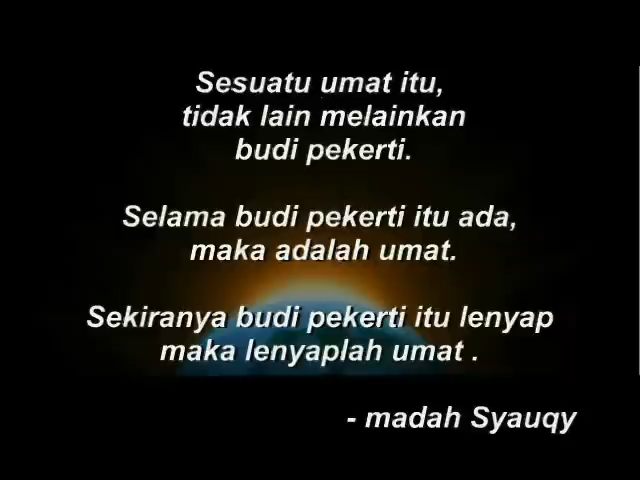 Sesuatu umat itu,
tidak lain melainkan
budi pekerti.
Selama budi pekerti itu ada,
maka adalah umat.
Sekiranya budi pekerti itu lenyap
maka lenyaplah umat .
- madah Syauqy